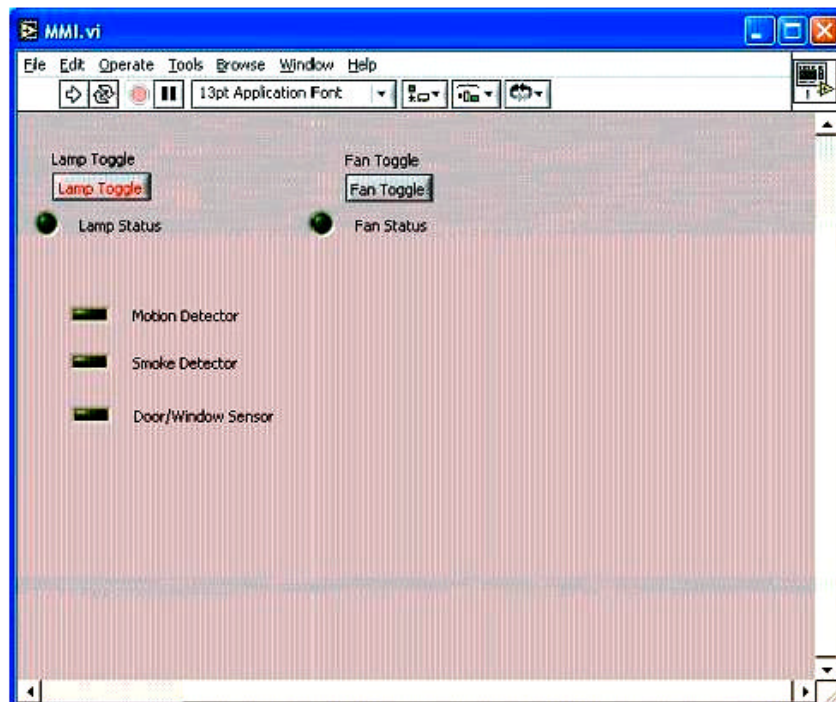 MMI.vi
File Edit Operate Tools Browse Window Help
13pt Application Font
Lamp Toggle Fan Toggle
Lamp Toggle Fan Toggle
Lamp Status Fan Status
Motion Detector
Smoke Detector
Door/Window Sensor